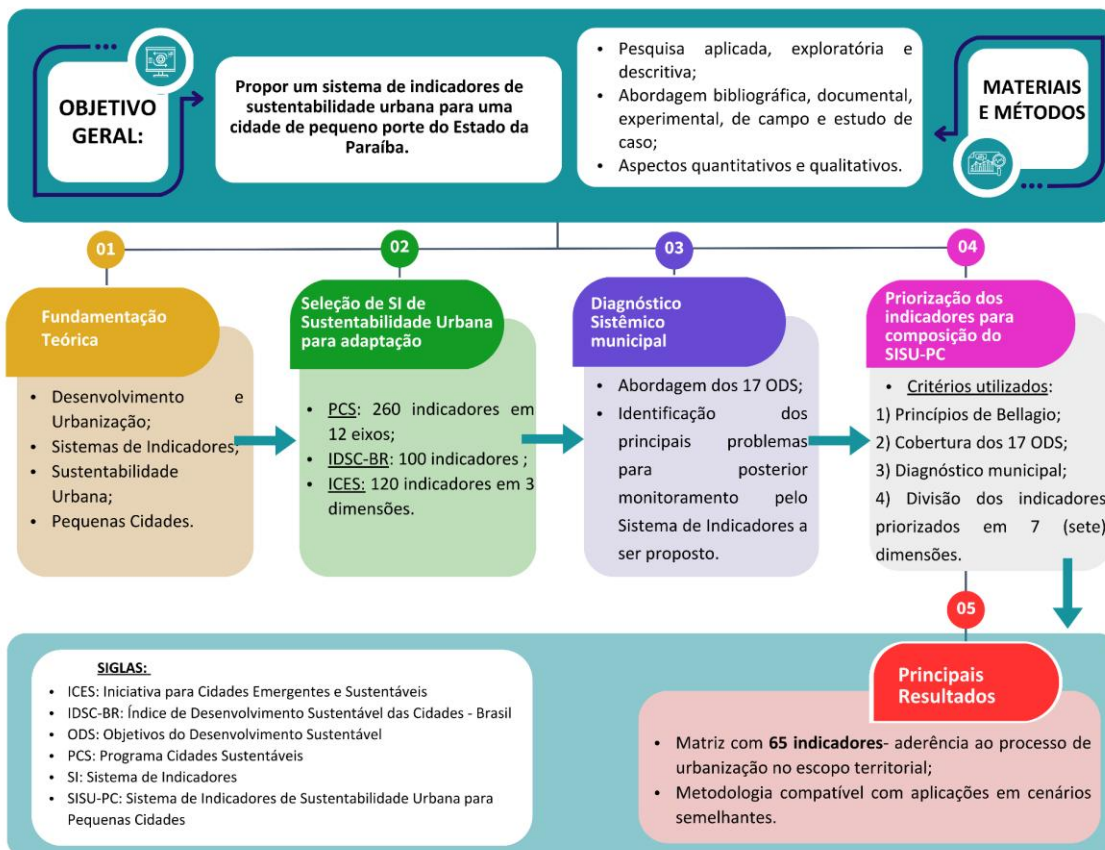 OBJETIVO
GERAL:
Propor um sistema de indicadores de
sustentabilidade urbana para uma
cidade de pequeno porte do Estado da
Paraíba.
• Pesquisa aplicada, exploratória e
descritiva;
• Abordagem bibliográfica, documental,
experimental, de campo e estudo de
caso;
• Aspectos quantitativos e qualitativos.
MATERIAIS
E MÉTODOS
01
Fundamentação
Teórica
• Desenvolvimento e
Urbanização;
• Sistemas de Indicadores;
• Sustentabilidade
Urbana;
• Pequenas Cidades.
02
Seleção de SI de
Sustentabilidade Urbana
para adaptação
• PCS: 260 indicadores em
12 eixos;
• IDSC-BR: 100 indicadores ;
• ICES: 120 indicadores em 3
dimensões.
03
Diagnóstico
Sistêmico
municipal
• Abordagem dos 17 ODS;
• Identificação dos
principais problemas
para posterior
monitoramento pelo
Sistema de Indicadores a
ser proposto.
04
Priorização dos
indicadores para
composição do
SISU-PC
• Critérios utilizados:
1) Princípios de Bellagio;
2) Cobertura dos 17 ODS;
3) Diagnóstico municipal;
4) Divisão dos indicadores
priorizados em 7 (sete)
dimensões.
05
Principais
Resultados
• Matriz com 65 indicadores- aderência ao processo de
urbanização no escopo territorial;
• Metodologia compatível com aplicações em cenários
semelhantes.
SIGLAS:
• ICES: Iniciativa para Cidades Emergentes e Sustentáveis
• IDSC-BR: Índice de Desenvolvimento Sustentável das Cidades - Brasil
• ODS: Objetivos do Desenvolvimento Sustentável
• PCS: Programa Cidades Sustentáveis
• SI: Sistema de Indicadores
• SISU-PC: Sistema de Indicadores de Sustentabilidade Urbana para
Pequenas Cidades